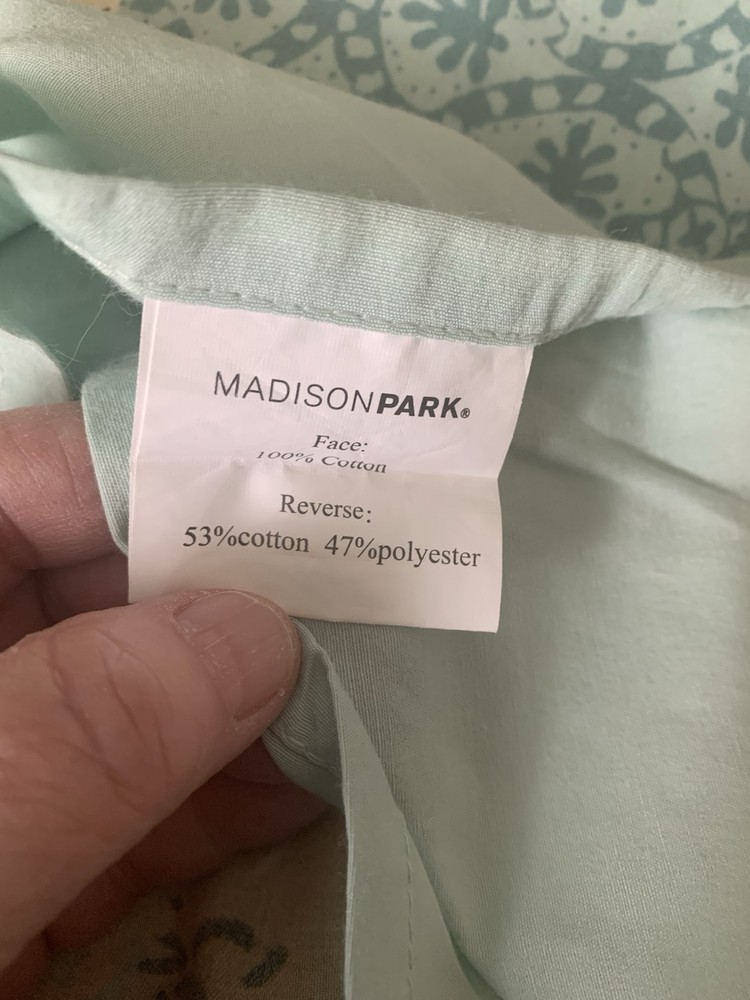 MADISONPARK®
Face:
100% Cotton
Reverse:
53%cotton 47%polyester